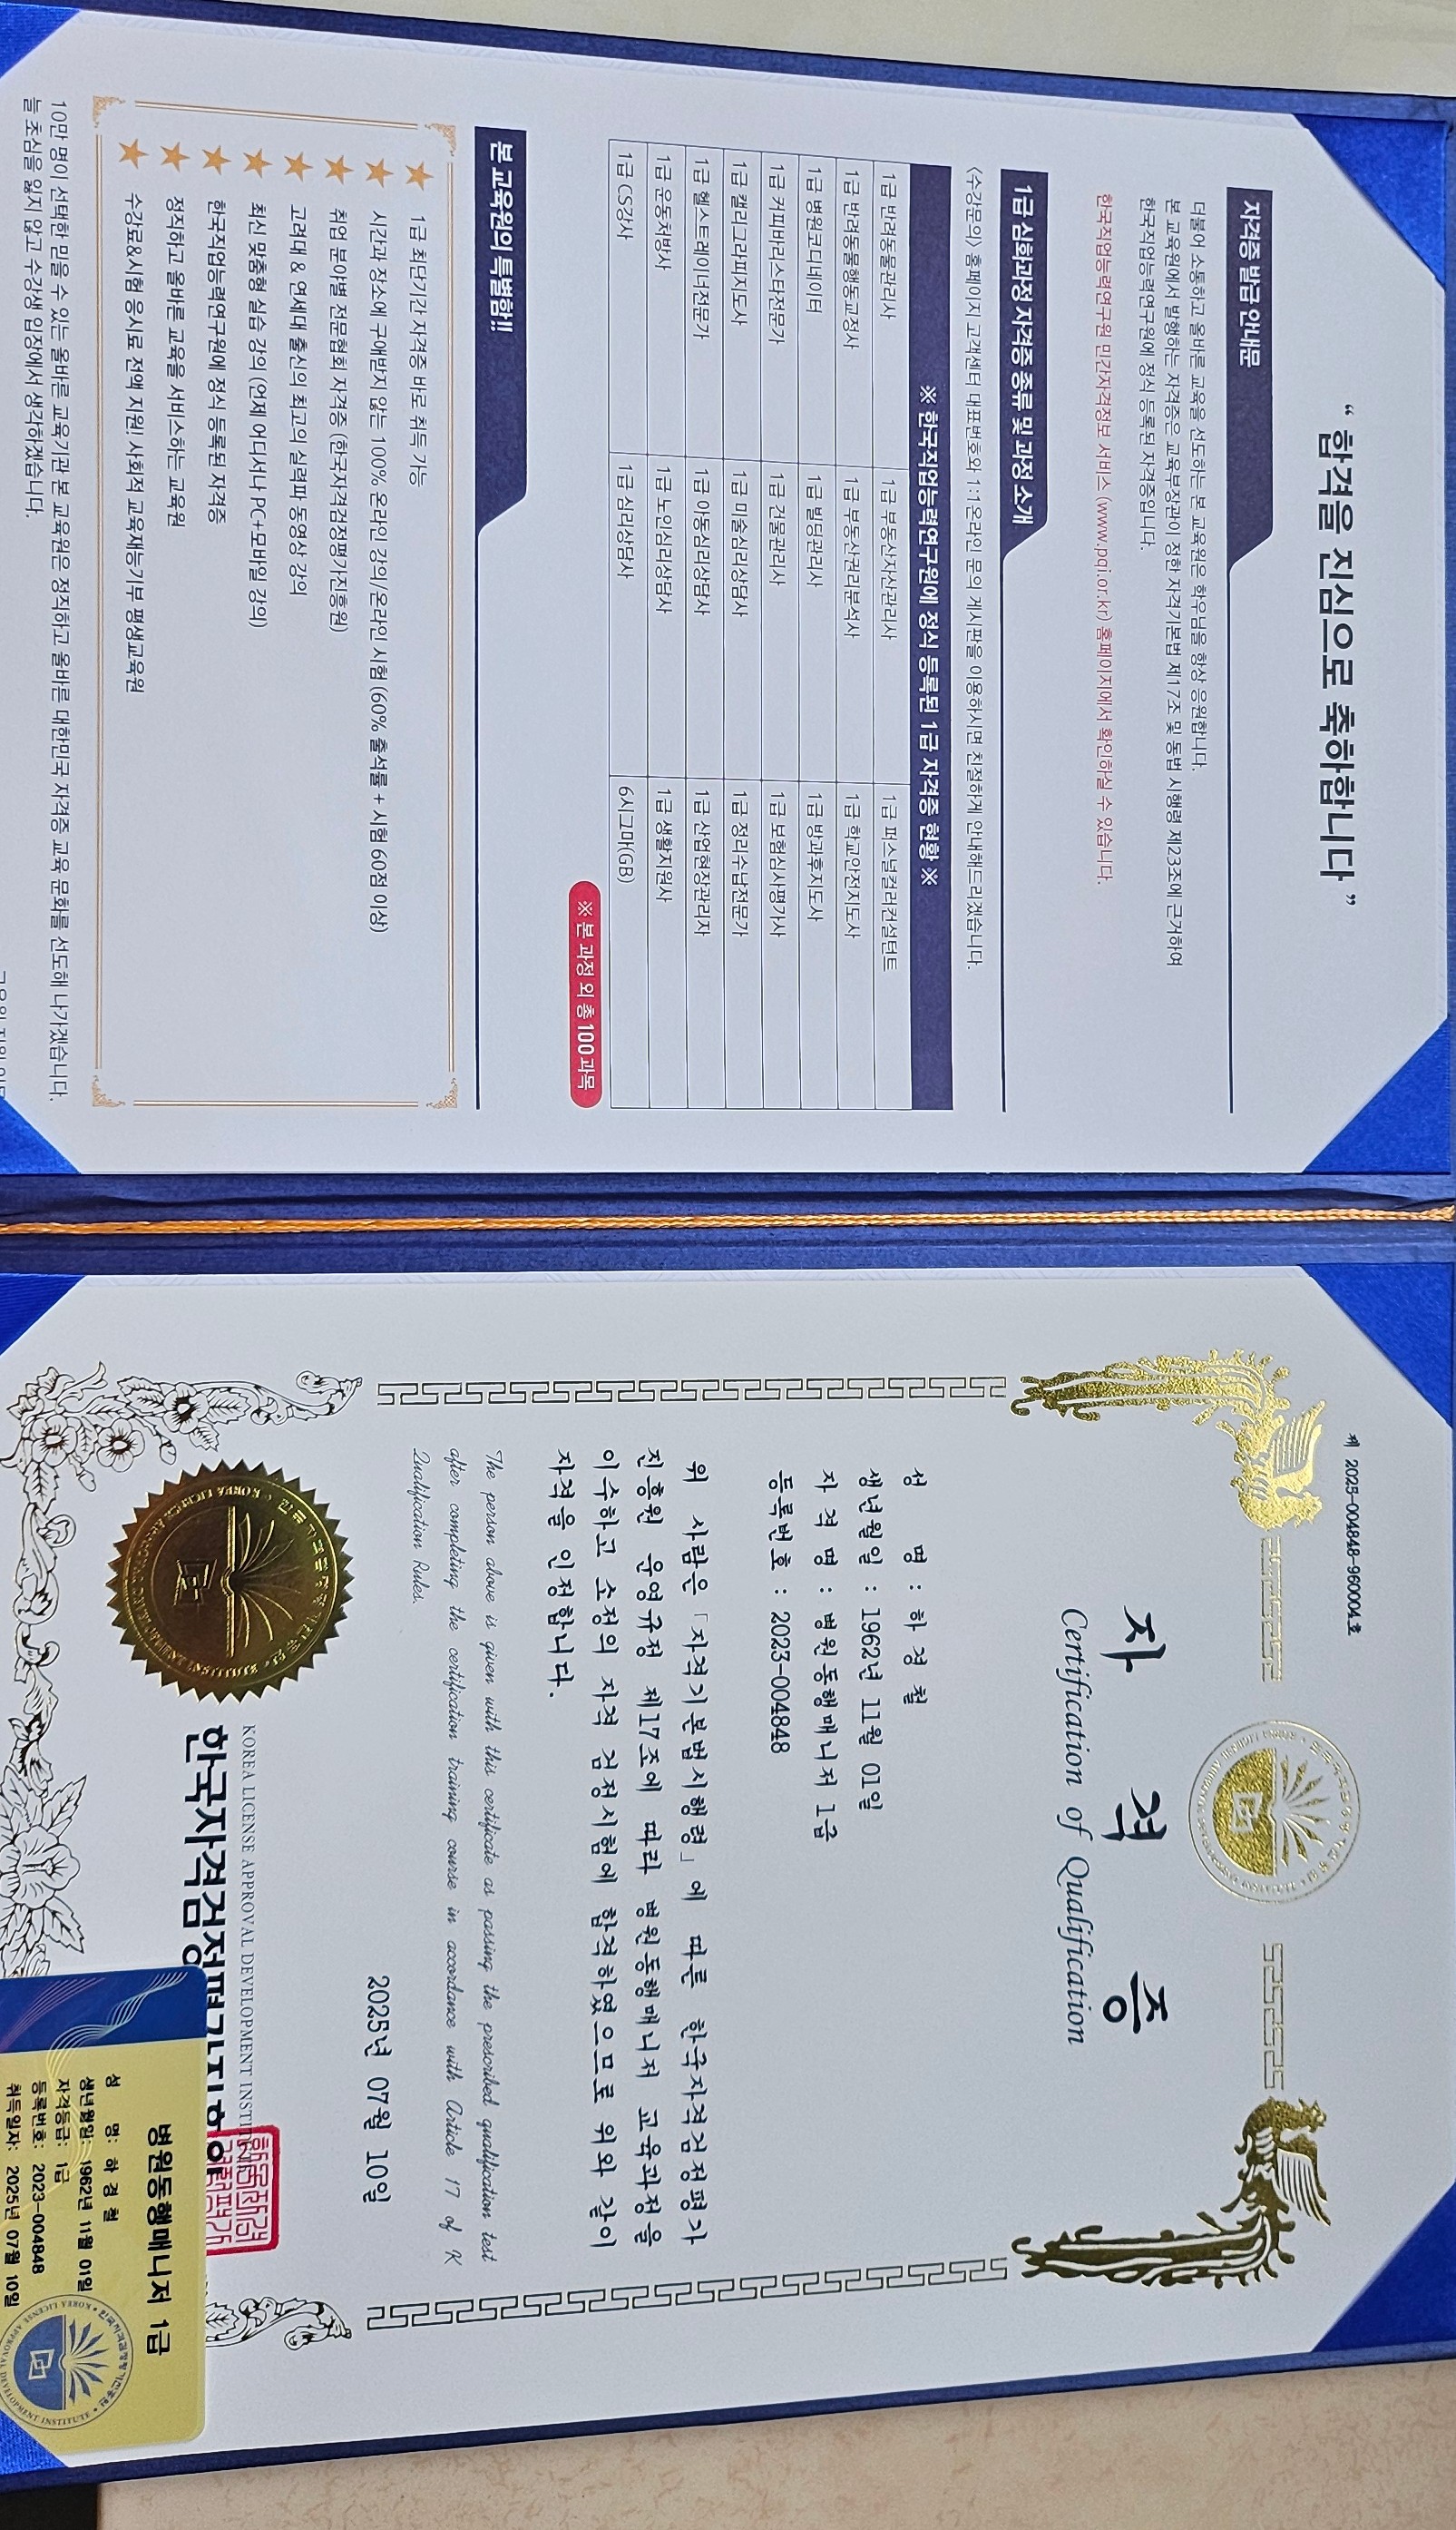 “ 합격을 진심으로 축하합니다 ”
자격증 발급 안내문
더불어 소통하고 올바른 교육을 선도하는 본 교육원은 학우님을 항상 응원합니다.
본 교육원에서 발행하는 자격증은 교육부장관이 정한 자격기본법 제17조 및 동법 시행령 제23조에 근거하여
한국직업능력연구원에 정식 등록된 자격증입니다.
한국직업능력연구원 민간자격정보 서비스 (www.pqi.or.kr) 홈페이지에서 확인하실 수 있습니다.
1급 심화과정 자격증 종류 및 과정 소개
<수강문의> 홈페이지 고객센터 대표번호와 1:1온라인 문의 게시판을 이용하시면 친절하게 안내해드리겠습니다.
※ 한국직업능력연구원에 정식 등록된 1급 자격증 현황 ※
1급 반려동물관리사 1급 부동산자산관리사 1급 퍼스널컬러컨설턴트
1급 반려동물행동교정사 1급 부동산권리분석사 1급 학교안전지도사
1급 병원코디네이터 1급 빌딩관리사 1급 방과후지도사
1급 커피바리스타전문가 1급 건물관리사 1급 보험심사평가사
1급 캘리그라피지도사 1급 미술심리상담사 1급 정리수납전문가
1급 헬스트레이너전문가 1급 아동심리상담사 1급 산업현장관리자
1급 운동처방사 1급 노인심리상담사 1급 생활지원사
1급 CS강사 1급 심리상담사 6시그마(GB)
※ 본 과정 외 총 100과목
본 교육원의 특별함!!
1급 최단기간 자격증 바로 취득 가능
시간과 장소에 구애받지 않는 100% 온라인 강의/온라인 시험 (60% 출석률 + 시험 60점 이상)
취업 분야별 전문협회 자격증 (한국자격검정평가진흥원)
고려대 & 연세대 출신의 최고의 실력파 동영상 강의
최신 맞춤형 실습 강의 (언제 어디서나 PC+모바일 강의)
한국직업능력연구원에 정식 등록된 자격증
정직하고 올바른 교육을 서비스하는 교육원
수강료&시험 응시료 전액 지원! 사회적 교육재능기부 평생교육원
10만 명이 선택한 믿을 수 있는 올바른 교육기관 본 교육원은 정직하고 올바른 대한민국 자격증 교육 문화를 선도해 나가겠습니다.
늘 초심을 잃지 않고 수강생 입장에서 생각하겠습니다.
제 2025-004848-960004호
자 격 증
Certification of Qualification
성 명 : 하 경 철
생년월일 : 1962년 11월 01일
자 격 명 : 병원동행매니저 1급
등록번호 : 2023-004848
위 사람은 「자격기본법시행령」에 따른 한국자격검정평가
진흥원 운영규정 제17조에 따라 병원동행매니저 교육과정을
이수하고 소정의 자격 검정시험에 합격하였으므로 위와 같이
자격을 인정합니다.
The person above is given with this certificate as passing the prescribed qualification test
after completing the certification training course in accordance with Article 17 of K
Qualification Rules.
2025년 07월 10일
KOREA LICENSE APPROVAL DEVELOPMENT INSTITUTE
한국자격검정평가진흥원
병원동행매니저 1급
성 명: 하 경 철
생년월일: 1962년 11월 01일
자격등급: 1급
등록번호: 2023-004848
취득일자: 2025년 07월 10일